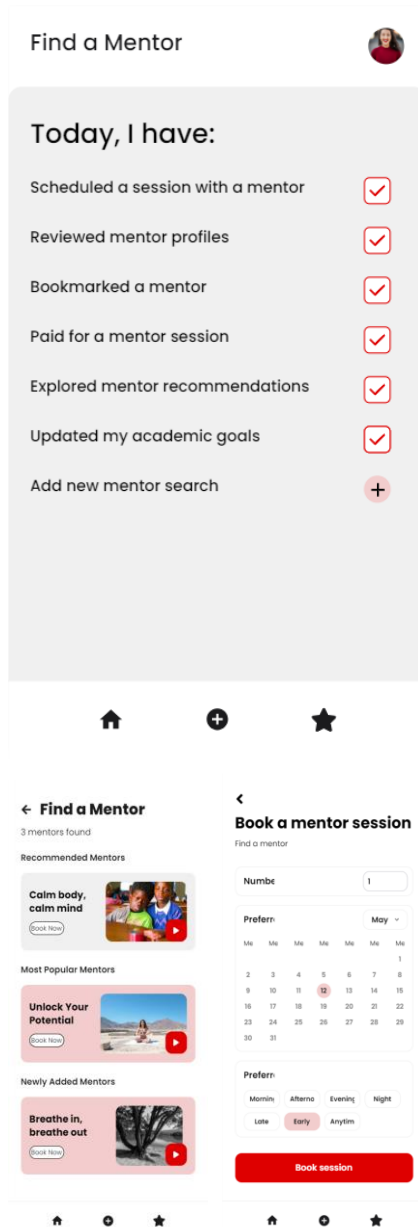 Find a Mentor
Today, I have:
Scheduled a session with a mentor
Reviewed mentor profiles
Bookmarked a mentor
Paid for a mentor session
Explored mentor recommendations
Updated my academic goals
Add new mentor search
Find a Mentor
3 mentors found
Recommended Mentors
Calm body,
calm mind
Book Now
Most Popular Mentors
Unlock Your
Potential
Book Now
Newly Added Mentors
Breathe in,
breathe out
Book Now
Book a mentor session
Find a mentor
Numbe 1
Preferr May
Me Me Me Me Me Me Me
1
2 3 4 5 6 7 8
9 10 11 12 13 14 15
16 17 18 19 20 21 22
23 24 25 26 27 28 29
30 31
Preferr
Mornin Afterno Evening Night
Late Early Anytim
Book session